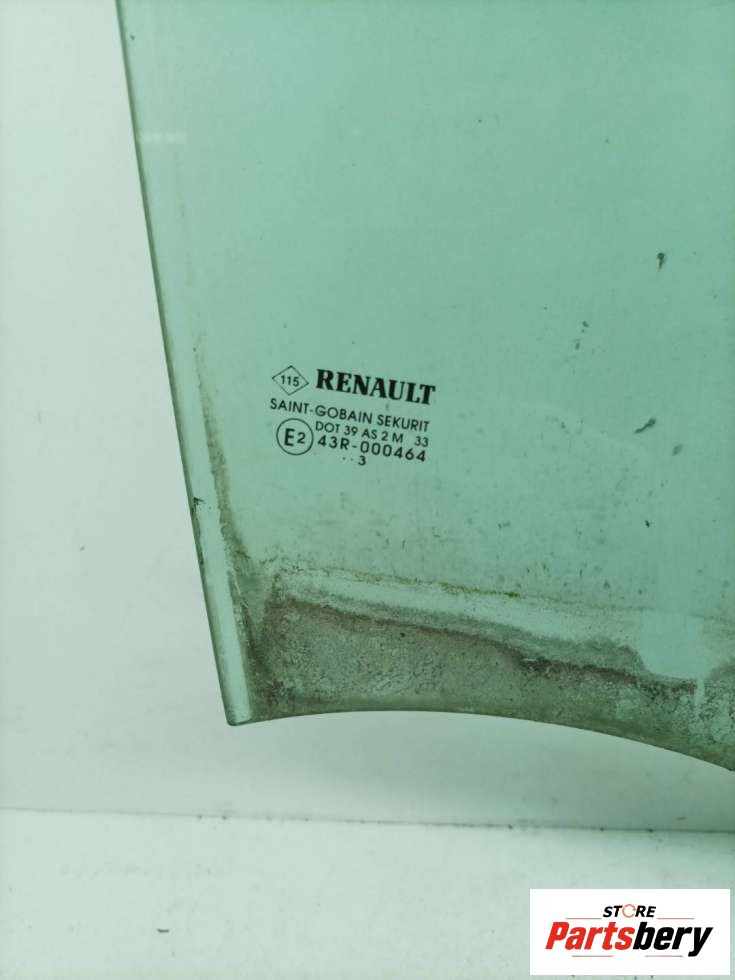 115 RENAULT
SAINT-GOBAIN SEKURIT
DOT 39 AS 2 M 33
E2 43R-000464
..3
STORE
Partsbery